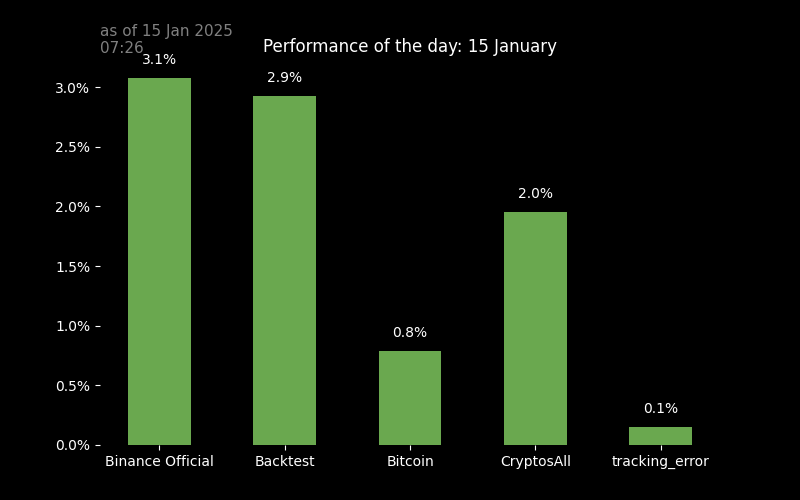 as of 15 Jan 2025
07:26
Performance of the day: 15 January
3.1%
2.9%
0.8%
2.0%
0.1%
3.0%
2.5%
2.0%
1.5%
1.0%
0.5%
0.0%
Binance Official
Backtest
Bitcoin
CryptosAll
tracking_error